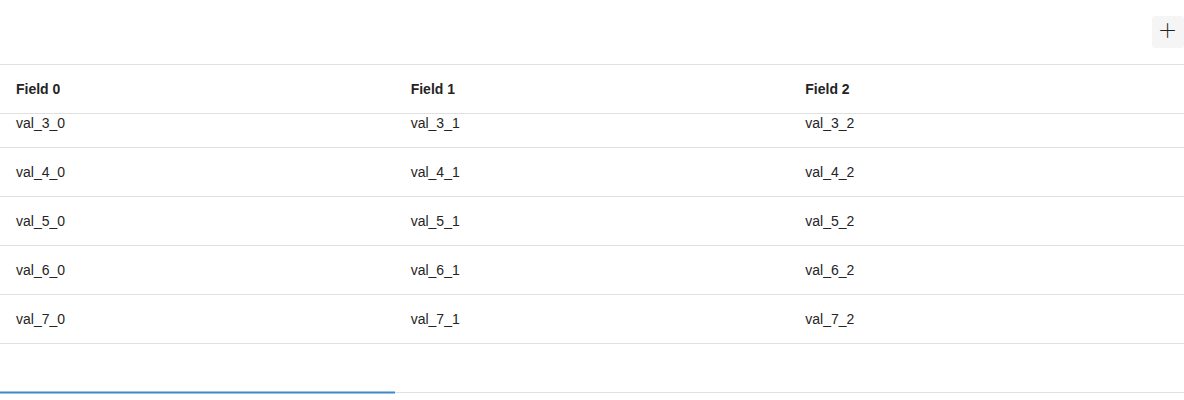 Field 0 Field 1 Field 2
val_3_0 val_3_1 val_3_2
val_4_0 val_4_1 val_4_2
val_5_0 val_5_1 val_5_2
val_6_0 val_6_1 val_6_2
val_7_0 val_7_1 val_7_2